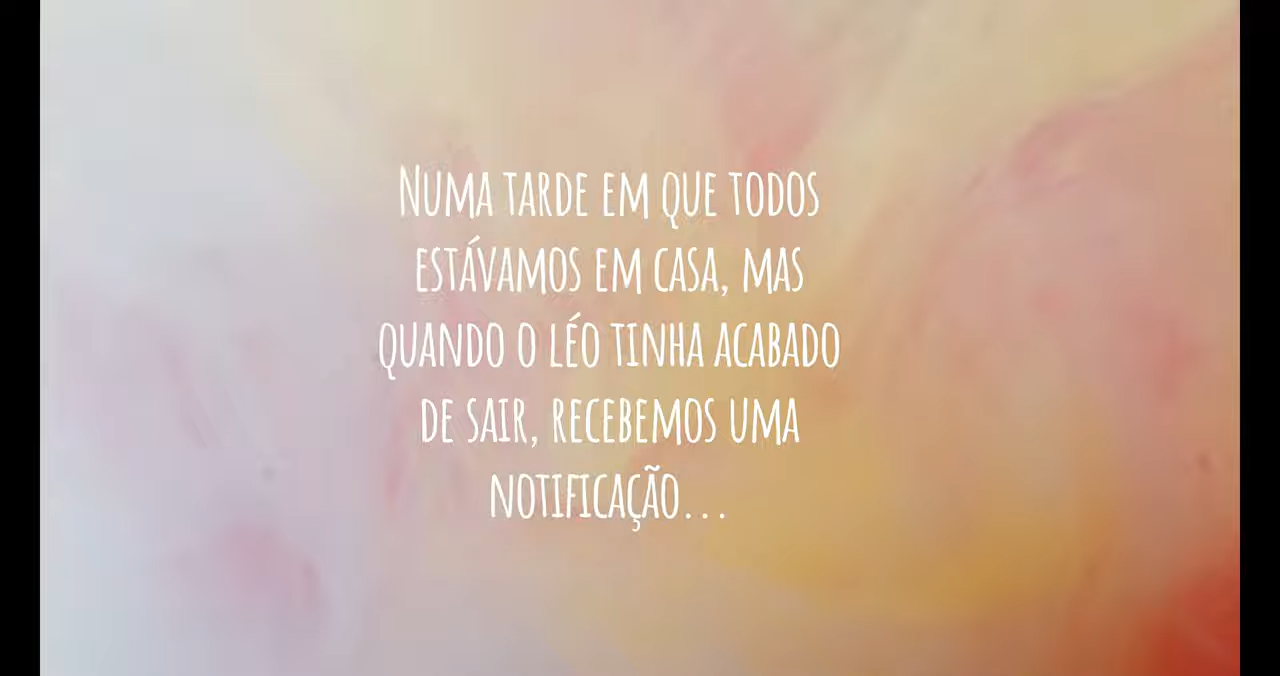 Numa tarde em que todos
estávamos em casa, mas
quando o Léo tinha acabado
de sair, recebemos uma
notificação...